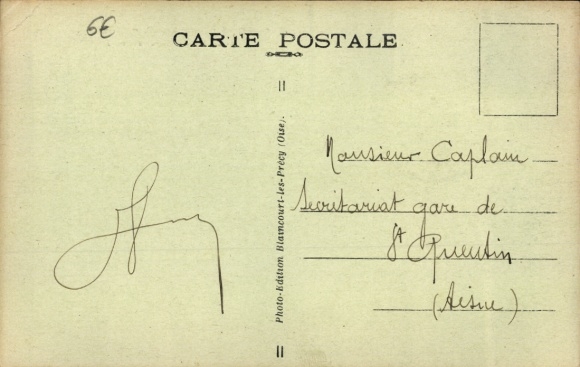 6€
CARTE POSTALE
Photo-Edition Blaincourt-les-Précy (Oise).
Monsieur Caplain
Secrétariat gare de
St Quentin
(Aisne)